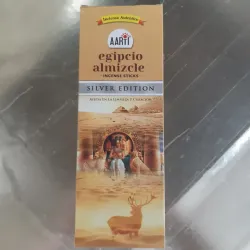 AARTI
egipcio
almizcle
INCENSE STICKS
SILVER EDITION